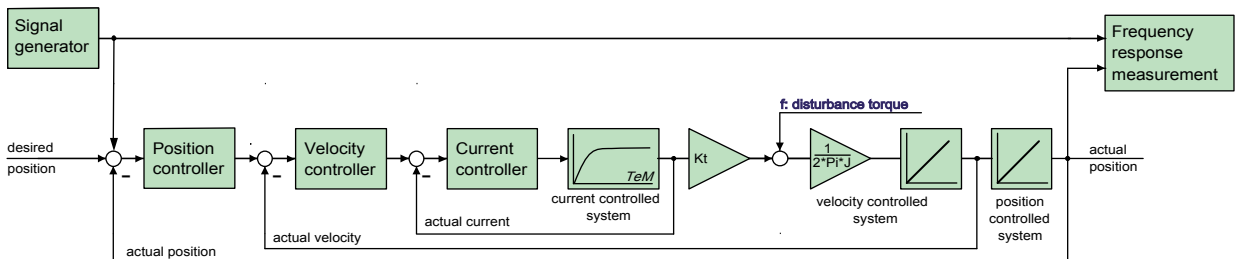 Signal
generator
Frequency
response
measurement
f: disturbance torque
desired
position
Position
controller
Velocity
controller
Current
controller
TeM
current controlled
system
Kt
1
2*Pi*J
velocity controlled
system
position
controlled
system
actual
position
actual current
actual velocity
actual position